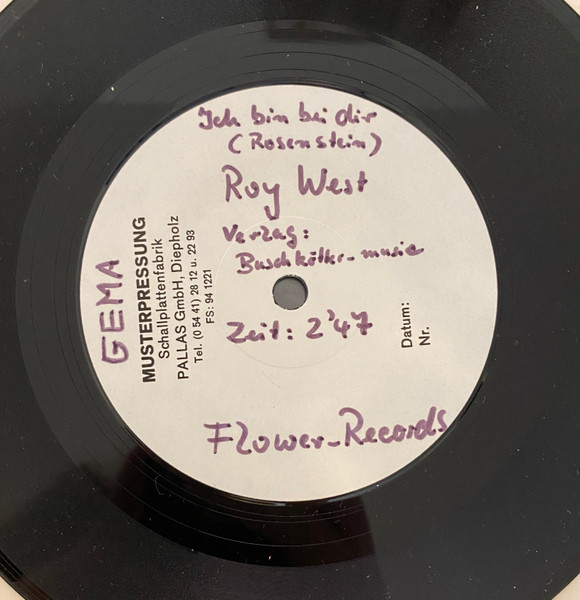 Ich bin bei dir
(Rosenstein)
Roy West
Verlag:
Buschkötter-music
Zeit: 2'47
Flower-Records
GEMA
MUSTERPRESSUNG
Schallplattenfabrik
PALLAS GmbH, Diepholz
Tel. (0 54 41) 28 12 u. 22 93
FS: 94 1221
Datum:
Nr.